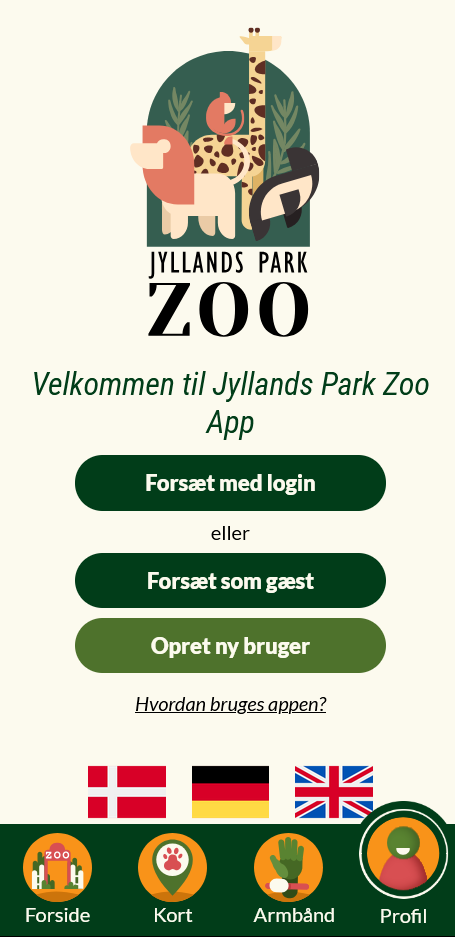 JYLLANDS PARK
ZOO
Velkommen til Jyllands Park Zoo
App
Forsæt med login
eller
Forsæt som gæst
Opret ny bruger
Hvordan bruges appen?
ZOO
Forside
Kort
Armbånd
Profil